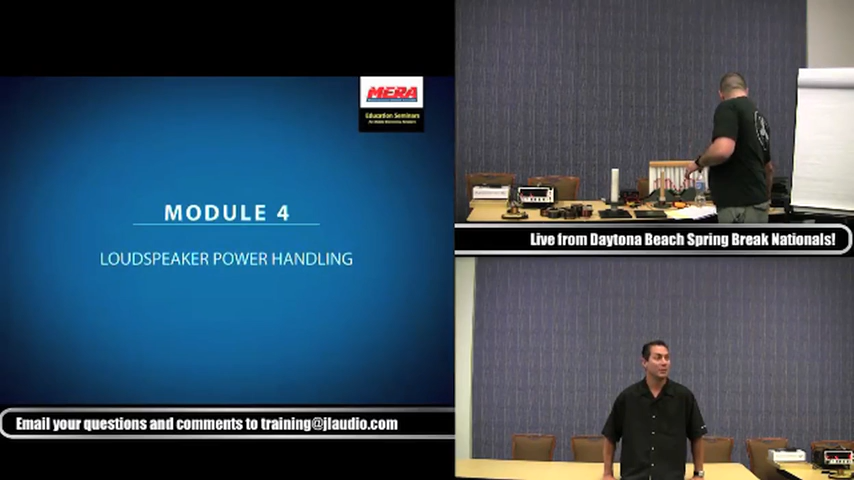 MERA
Education Seminars
MODULE 4
LOUDSPEAKER POWER HANDLING
Email your questions and comments to training@jlaudio.com
Live from Daytona Beach Spring Break Nationals!